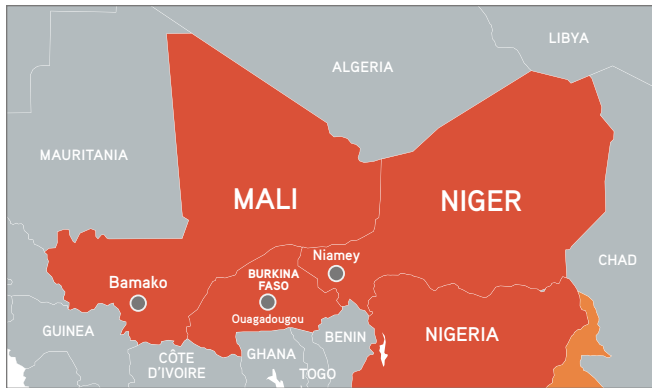 LIBYA
ALGERIA
MAURITANIA
MALI
NIGER
Niamey
CHAD
Bamako
BURKINA
FASO
Ouagadougou
GUINEA
NIGERIA
BENIN
CÔTE
D'IVOIRE
GHANA
TOGO